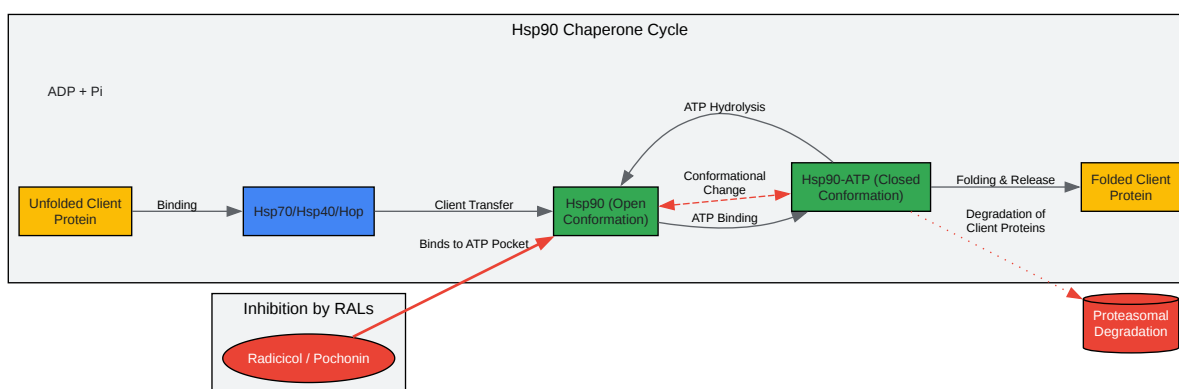 Hsp90 Chaperone Cycle
ADP + Pi
ATP Hydrolysis
Unfolded Client
Protein
Binding
Hsp70/Hsp40/Hop
Client Transfer
Hsp90 (Open
Conformation)
Conformational
Change
ATP Binding
Hsp90-ATP (Closed
Conformation)
Folding & Release
Folded Client
Protein
Degradation of
Client Proteins
Binds to ATP Pocket
Inhibition by RALs
Radicicol / Pochonin
Proteasomal
Degradation